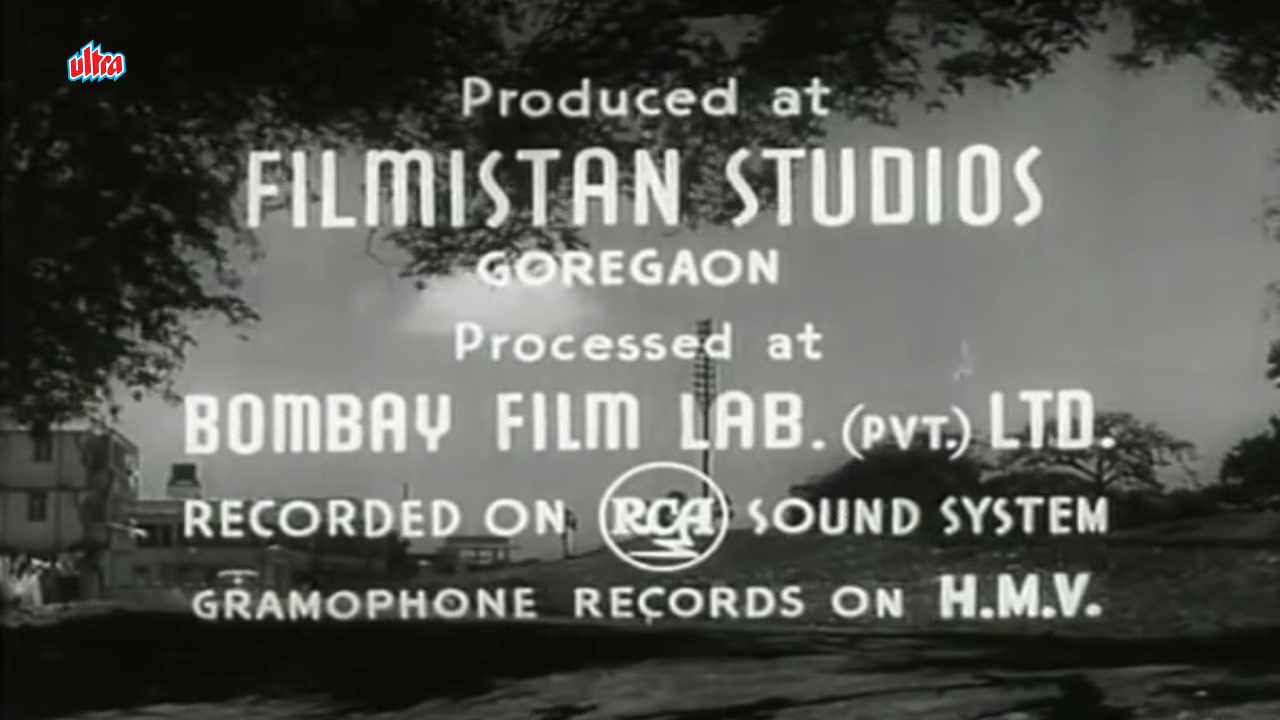 ultra
Produced at
FILMISTAN STUDIOS
GOREGAON
Processed at
BOMBAY FILM LAB. (PVT.) LTD.
RECORDED ON RCA SOUND SYSTEM
GRAMOPHONE RECORDS ON H.M.V.